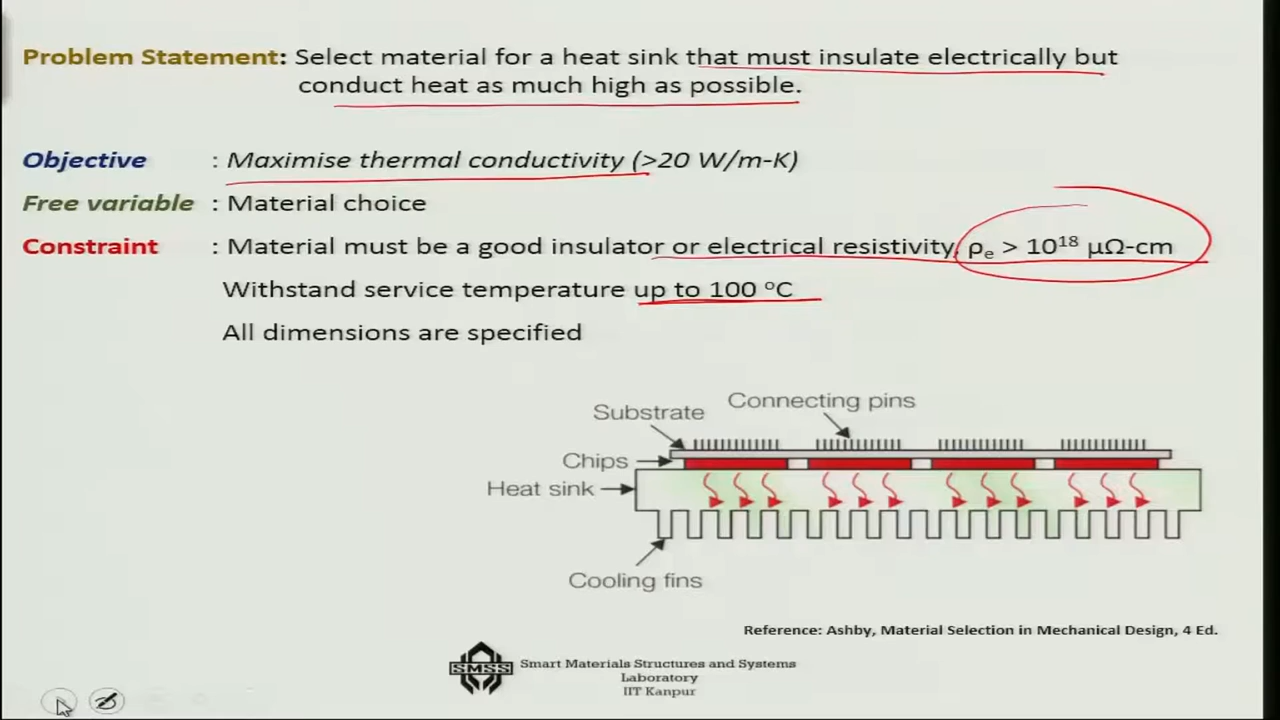 Problem Statement: Select material for a heat sink that must insulate electrically but
conduct heat as much high as possible.
Objective : Maximise thermal conductivity (>20 W/m-K)
Free variable : Material choice
Constraint : Material must be a good insulator or electrical resistivity, ρₑ > 10¹⁸ μΩ-cm
Withstand service temperature up to 100 ᵒC
All dimensions are specified
Connecting pins
Substrate
Chips
Heat sink
Cooling fins
Reference: Ashby, Material Selection in Mechanical Design, 4 Ed.
SMSS
Smart Materials Structures and Systems
Laboratory
IIT Kanpur